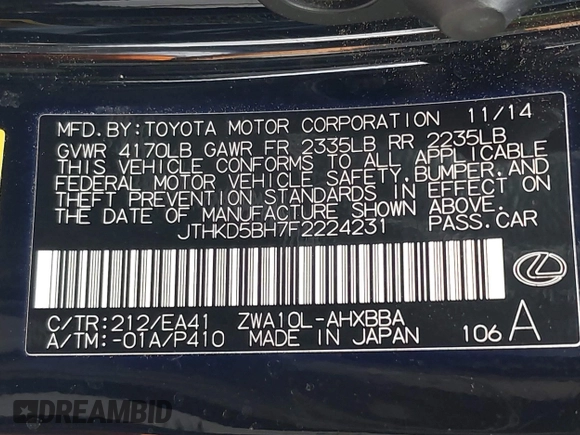 MFD. BY: TOYOTA MOTOR CORPORATION 11/14
GVWR 4170LB GAWR FR 2335LB RR 2235LB
THIS VEHICLE CONFORMS TO ALL APPLICABLE
FEDERAL MOTOR VEHICLE SAFETY, BUMPER, AND
THEFT PREVENTION STANDARDS IN EFFECT ON
THE DATE OF MANUFACTURE SHOWN ABOVE.
JTHKD5BH7F2224231 PASS.CAR
C/TR:212/EA41 ZWA10L-AHXBBA
A/TM:-01A/P410 MADE IN JAPAN 106 A
DREAMBID